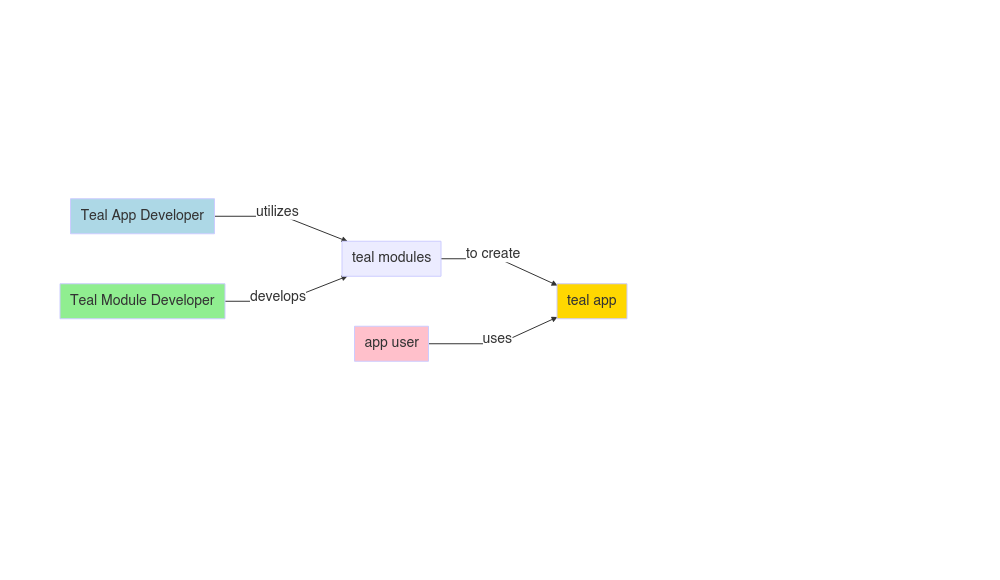 Teal App Developer
utilizes
teal modules
to create
Teal Module Developer
develops
teal app
app user
uses